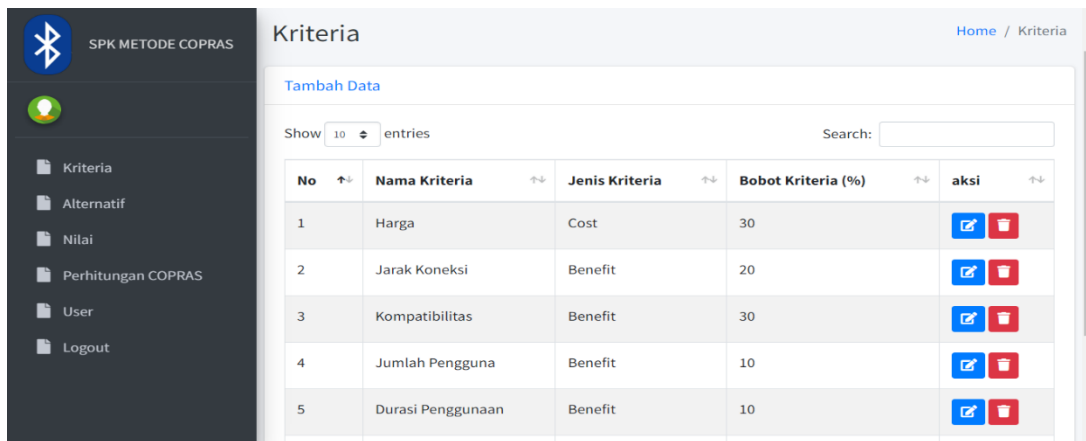 SPK METODE COPRAS
Kriteria
Alternatif
Nilai
Perhitungan COPRAS
User
Logout
Kriteria
Home / Kriteria
Tambah Data
Show 10 entries
Search:
No Nama Kriteria Jenis Kriteria Bobot Kriteria (%) aksi
1 Harga Cost 30
2 Jarak Koneksi Benefit 20
3 Kompatibilitas Benefit 30
4 Jumlah Pengguna Benefit 10
5 Durasi Penggunaan Benefit 10